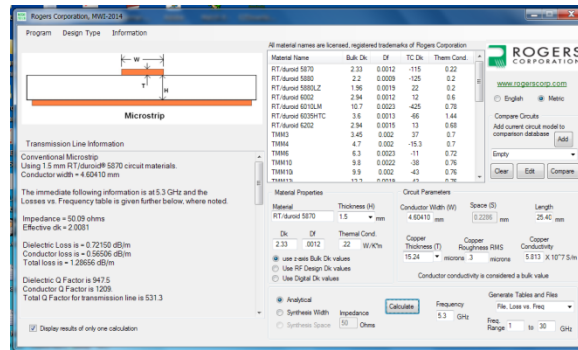 Rogers Corporation, MWI-2014
Program Design Type Information
W
T
H
Microstrip
Transmission Line Information
Conventional Microstrip
Using 1.5 mm RT/duroid® 5870 circuit materials.
Conductor width = 4.60410 mm
The immediate following information is at 5.3 GHz and the
Losses vs. Frequency table is given further below, where noted.
Impedance = 50.09 ohms
Effective dk = 2.0081
Dielectric Loss is = 0.72150 dB/m
Conductor Loss is = 0.56506 dB/m
Total loss is = 1.28656 dB/m
Dielectric Q Factor is 947.5
Conductor Q Factor is 1209.
Total Q Factor for transmission line is 531.3
Display results of only one calculation
All material names are licensed, registered trademarks of Rogers Corporation
Material Name Bulk Dk Df TC Dk Therm Cond.
RT/duroid 5870 2.33 0.0012 -115 0.22
RT/duroid 5880 2.2 0.0009 -125 0.2
RT/duroid 5880LZ 1.96 0.0019 22 0.2
RT/duroid 6002 2.94 0.0012 12 0.6
RT/duroid 6010LM 10.7 0.0023 -425 0.78
RT/duroid 6035HTC 3.6 0.0013 -66 1.44
RT/duroid 6202 2.94 0.0015 13 0.68
TMM3 3.45 0.002 37 0.7
TMM4 4.7 0.002 -15.3 0.7
TMM6 6.3 0.0023 -11 0.72
TMM10 9.8 0.0022 -38 0.76
TMM10i 9.9 0.002 -43 0.76
ROGERS
CORPORATION
www.rogerscorp.com
English Metric
Compare Circuits
Add current circuit model to
comparison database
Add
Empty
Clear Edit Compare
Material Properties
Material Thickness (H)
RT/duroid 5870 1.5 mm
Dk Df Thermal Cond.
2.33 .0012 .22 W/K*m
use z-axis Bulk Dk values
Use RF Design Dk values
Use Digital Dk values
Circuit Parameters
Conductor Width (W) Space (S) Length
4.60410 mm 0.2286 mm 25.40 mm
Copper Thickness (T) Copper Roughness RMS Copper Conductivity
15.24 microns .3 microns 5.813 X10^7 S/m
Conductor conductivity is considered a bulk value
Analytical
Synthesis Width
Synthesis Space
Impedance
50 Ohms
Calculate
Frequency
5.3 GHz
Generate Tables and Files
File, Loss vs. Freq
Freq. Range 1 to 30 GHz